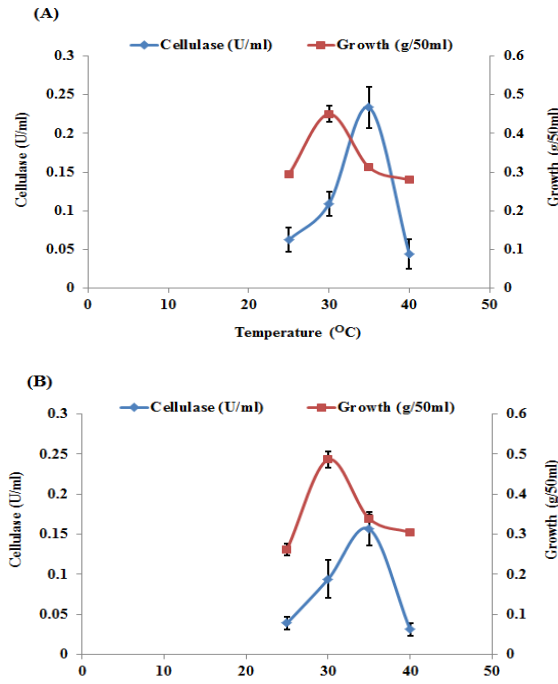 (A)
Cellulase (U/ml) Growth (g/50ml)
0.3 0.6
0.25 0.5
0.2 0.4
0.15 0.3
0.1 0.2
0.05 0.1
0 0
Cellulase (U/ml)
Growth (g/50ml)
0 10 20 30 40 50
Temperature (OC)
(B)
Cellulase (U/ml) Growth (g/50ml)
0.3 0.6
0.25 0.5
0.2 0.4
0.15 0.3
0.1 0.2
0.05 0.1
0 0
Cellulase (U/ml)
Growth (g/50ml)
0 10 20 30 40 50